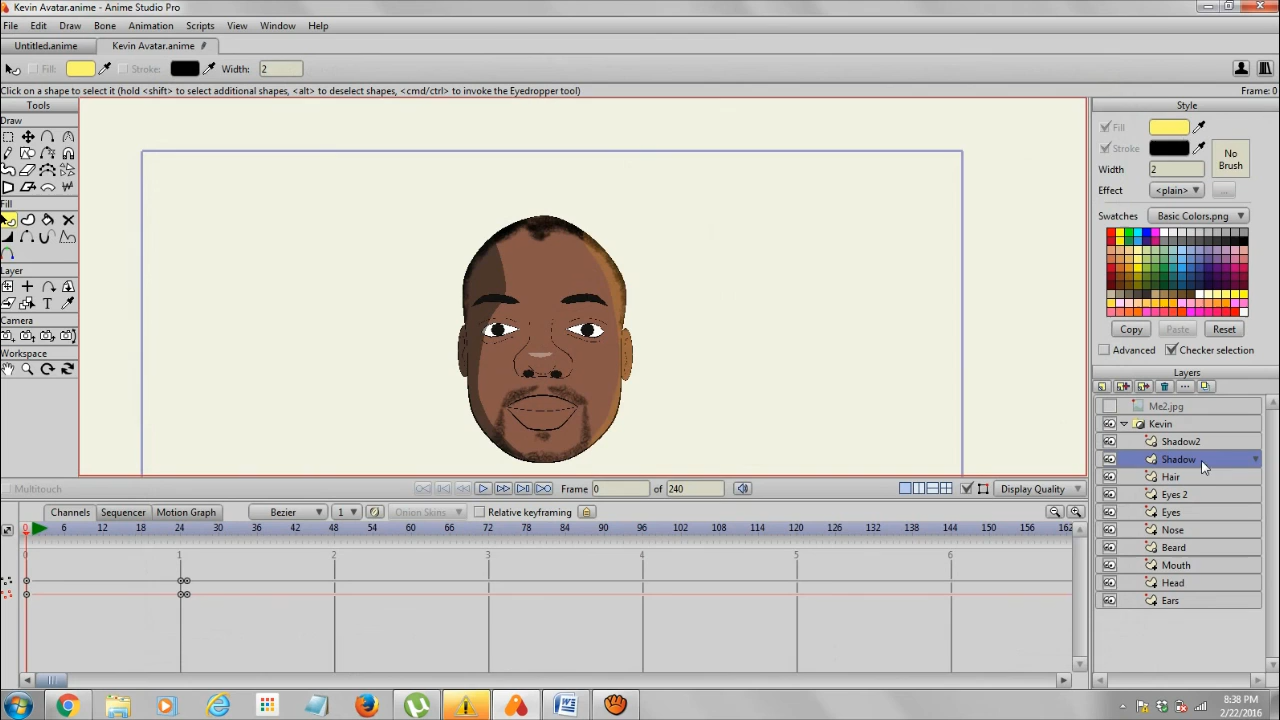 Kevin Avatar.anime - Anime Studio Pro
File Edit Draw Bone Animation Scripts View Window Help
Untitled.anime Kevin Avatar.anime
Fill: Stroke: Width: 2
Click on a shape to select it (hold <shift> to select additional shapes, <alt> to deselect shapes, <cmd/ctrl> to invoke the Eyedropper tool) Frame: 0
Tools
Draw
Fill
Layer
Camera
Workspace
Style
Fill
Stroke
No Brush
Width 2
Effect <plain> ...
Swatches Basic Colors.png
Copy Paste Reset
Advanced Checker selection
Layers
Me2.jpg
Kevin
Shadow2
Shadow
Hair
Eyes 2
Eyes
Nose
Beard
Mouth
Head
Ears
Multitouch Frame 0 of 240 Display Quality
Channels Sequencer Motion Graph Bezier 1 Onion Skins Relative keyframing
0 6 12 18 24 30 36 42 48 54 60 66 72 78 84 90 96 102 108 114 120 126 132 138 144 150 156 162
0 1 2 3 4 5 6
8:38 PM
2/22/2016